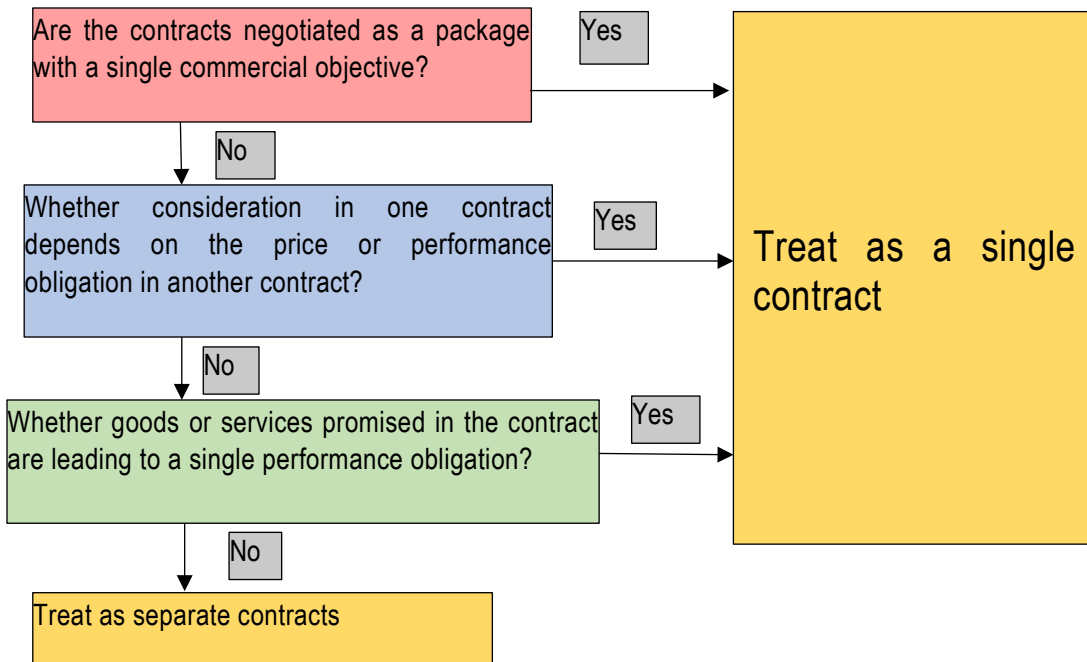 Are the contracts negotiated as a package
with a single commercial objective?
Yes
No
Whether consideration in one contract
depends on the price or performance
obligation in another contract?
Yes
Treat as a single
contract
No
Whether goods or services promised in the contract
are leading to a single performance obligation?
Yes
No
Treat as separate contracts